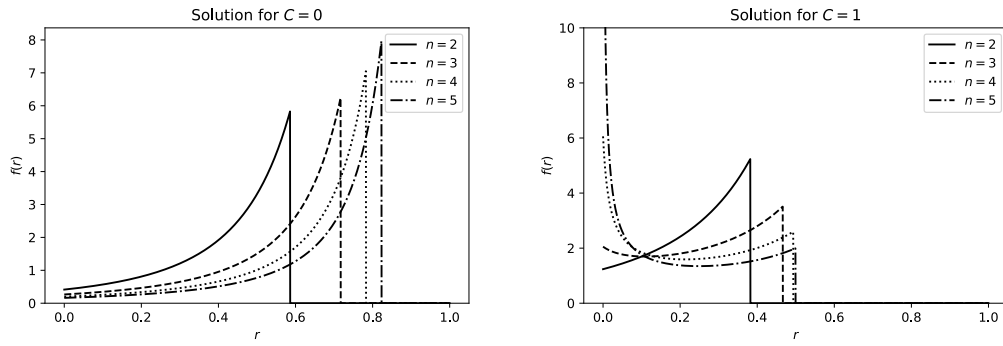 Solution for C = 0
f(r)
8
7
6
5
4
3
2
1
0
n = 2
n = 3
n = 4
n = 5
0.0 0.2 0.4 0.6 0.8 1.0
r
Solution for C = 1
f(r)
10
8
6
4
2
0
n = 2
n = 3
n = 4
n = 5
0.0 0.2 0.4 0.6 0.8 1.0
r